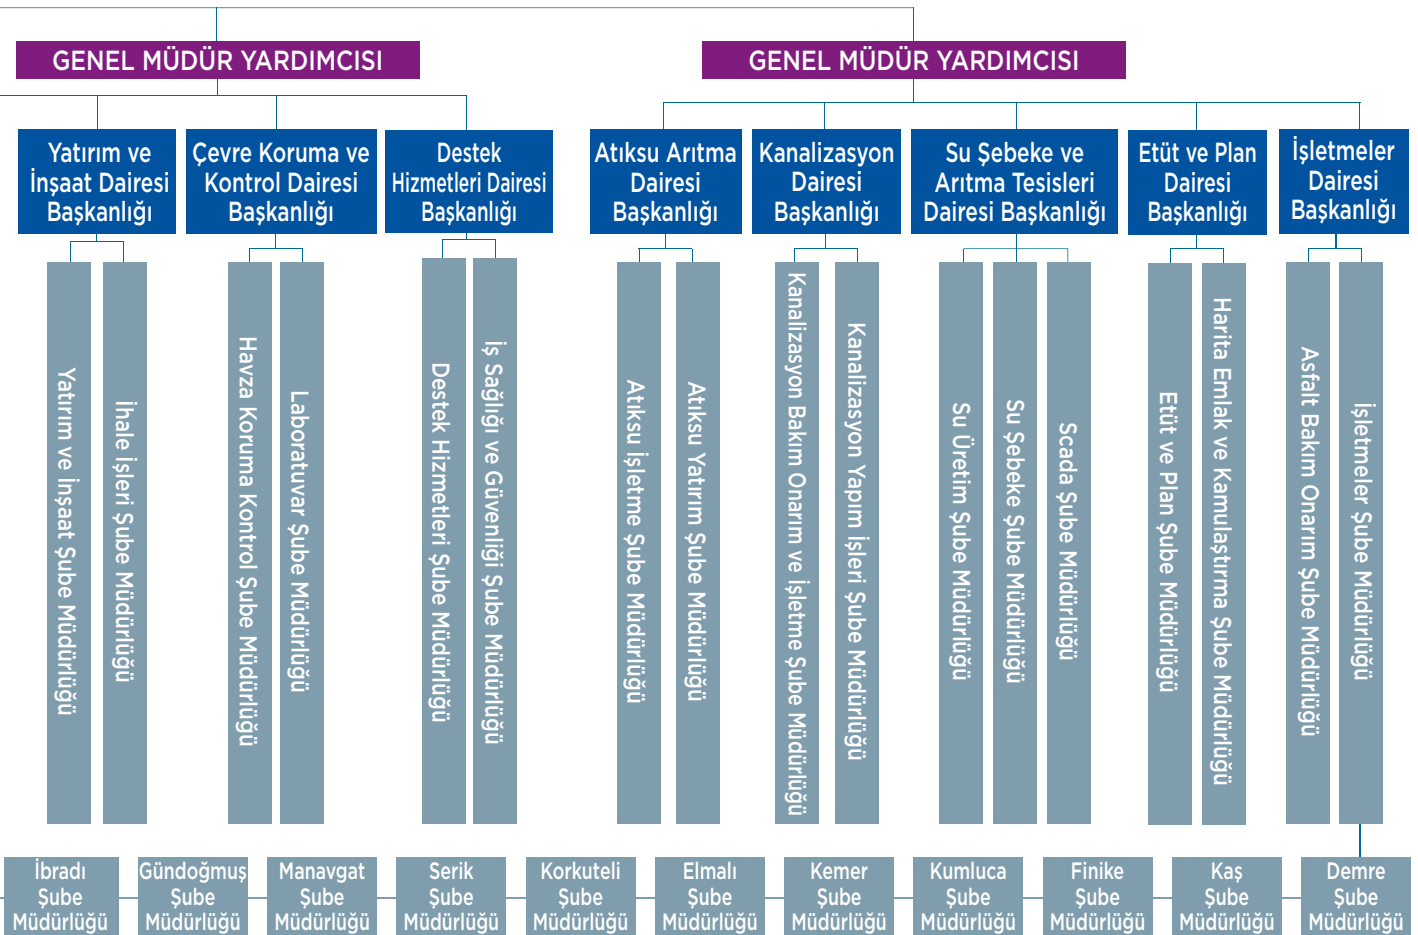 GENEL MÜDÜR YARDIMCISI
GENEL MÜDÜR YARDIMCISI
Yatırım ve
İnşaat Dairesi
Başkanlığı
Çevre Koruma ve
Kontrol Dairesi
Başkanlığı
Destek
Hizmetleri Dairesi
Başkanlığı
Atıksu Arıtma
Dairesi
Başkanlığı
Kanalizasyon
Dairesi
Başkanlığı
Su Şebeke ve
Arıtma Tesisleri
Dairesi Başkanlığı
Etüt ve Plan
Dairesi
Başkanlığı
İşletmeler
Dairesi
Başkanlığı
Yatırım ve İnşaat Şube Müdürlüğü
İhale İşleri Şube Müdürlüğü
Havza Koruma Kontrol Şube Müdürlüğü
Laboratuvar Şube Müdürlüğü
Destek Hizmetleri Şube Müdürlüğü
İş Sağlığı ve Güvenliği Şube Müdürlüğü
Atıksu İşletme Şube Müdürlüğü
Atıksu Yatırım Şube Müdürlüğü
Kanalizasyon Bakım Onarım ve İşletme Şube Müdürlüğü
Kanalizasyon Yapım İşleri Şube Müdürlüğü
Su Üretim Şube Müdürlüğü
Su Şebeke Şube Müdürlüğü
Scada Şube Müdürlüğü
Etüt ve Plan Şube Müdürlüğü
Harita Emlak ve Kamulaştırma Şube Müdürlüğü
Asfalt Bakım Onarım Şube Müdürlüğü
İşletmeler Şube Müdürlüğü
İbradı
Şube
Müdürlüğü
Gündoğmuş
Şube
Müdürlüğü
Manavgat
Şube
Müdürlüğü
Serik
Şube
Müdürlüğü
Korkuteli
Şube
Müdürlüğü
Elmalı
Şube
Müdürlüğü
Kemer
Şube
Müdürlüğü
Kumluca
Şube
Müdürlüğü
Finike
Şube
Müdürlüğü
Kaş
Şube
Müdürlüğü
Demre
Şube
Müdürlüğü